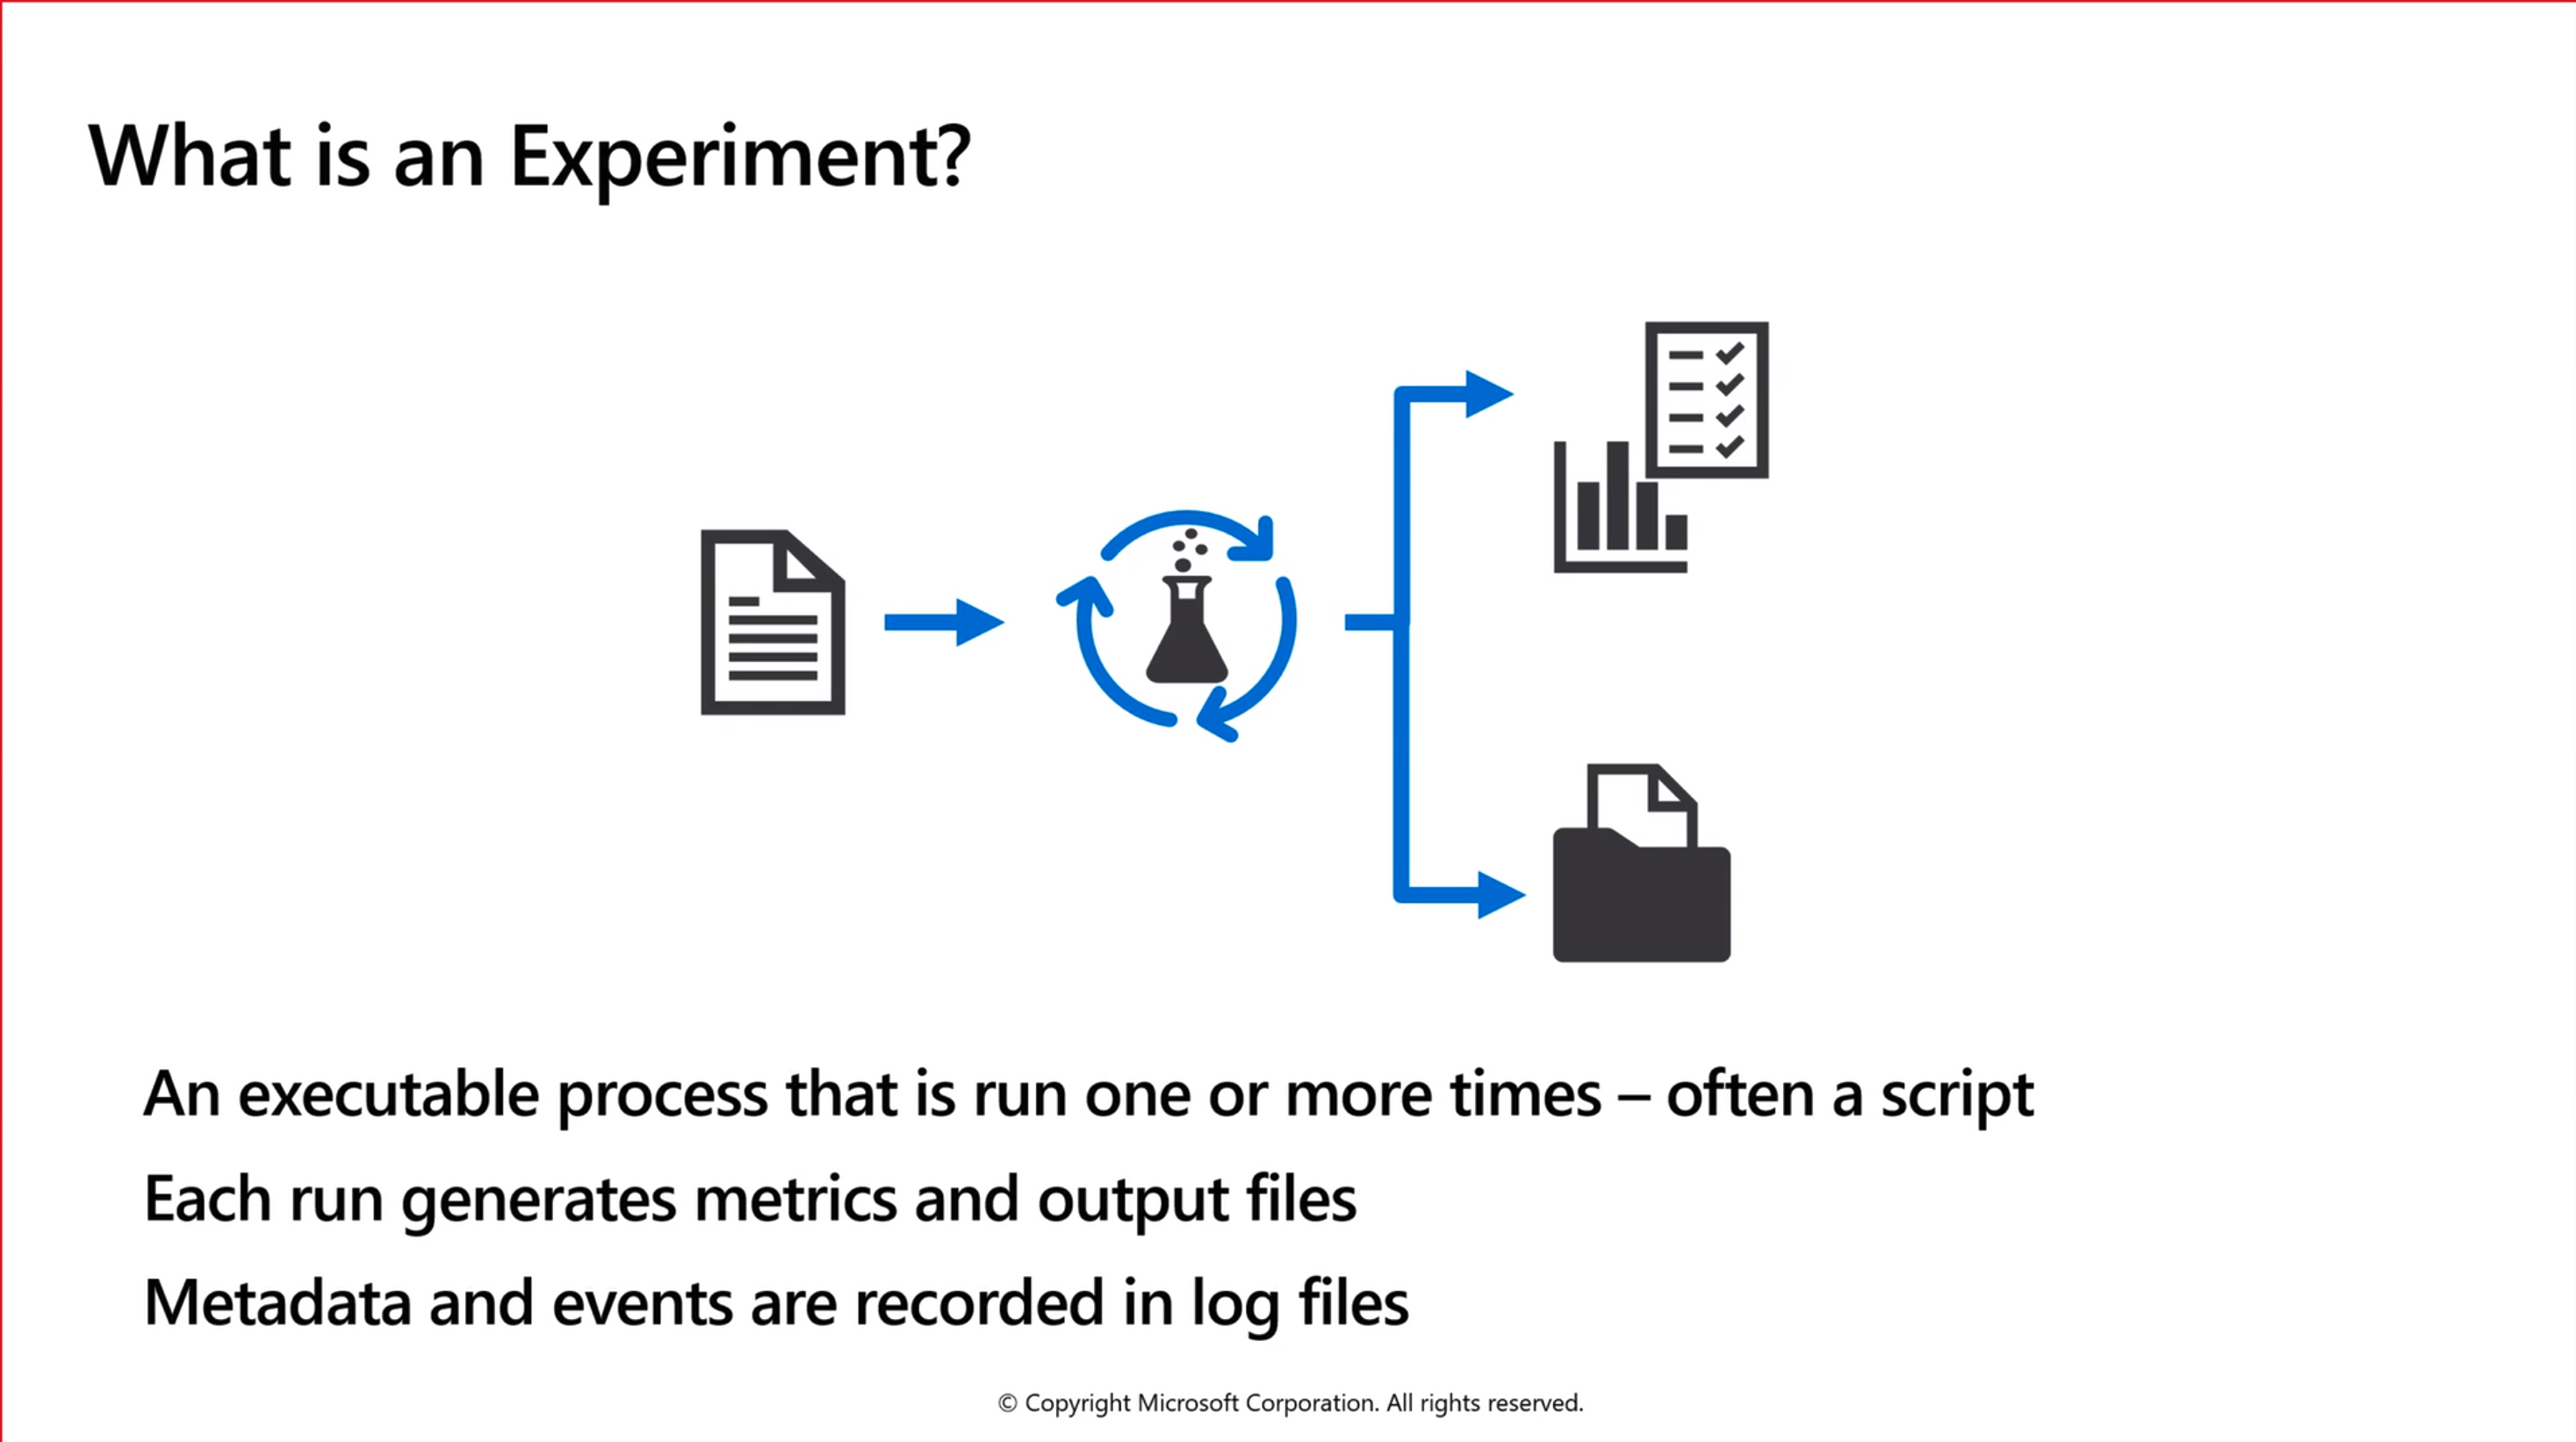 What is an Experiment?
An executable process that is run one or more times – often a script
Each run generates metrics and output files
Metadata and events are recorded in log files
© Copyright Microsoft Corporation. All rights reserved.